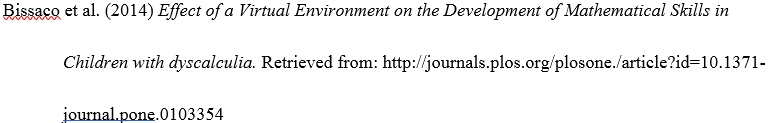 Bissaco et al. (2014) Effect of a Virtual Environment on the Development of Mathematical Skills in
Children with dyscalculia. Retrieved from: http://journals.plos.org/plosone./article?id=10.1371-
journal.pone.0103354